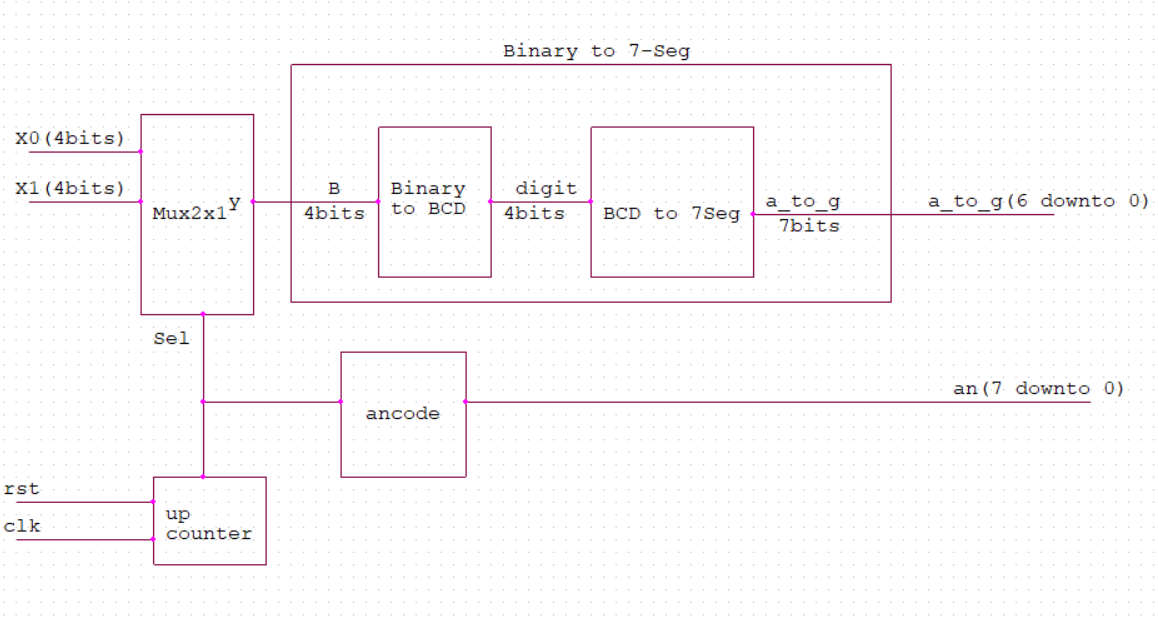 Binary to 7-Seg
X0(4bits)
X1(4bits)
Mux2x1
y
B
4bits
Binary
to BCD
digit
4bits
BCD to 7Seg
a_to_g
7bits
a_to_g(6 downto 0)
Sel
ancode
an(7 downto 0)
rst
clk
up
counter